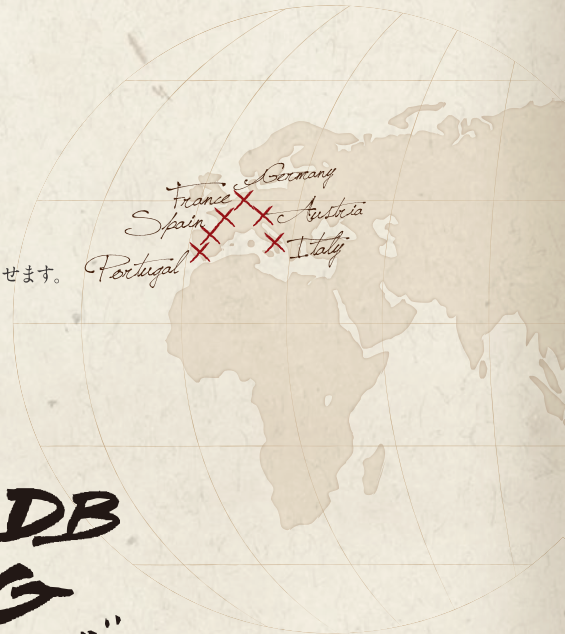 Germany
France
Austria
Spain
Italy
せます。
Portugal
DB
G